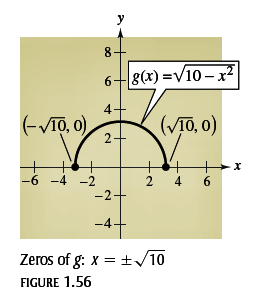 y
8
6
g(x) = √10 – x²
4
(–√10, 0) (√10, 0)
2
–6 –4 –2 2 4 6 x
–2
–4
Zeros of g: x = ±√10
FIGURE 1.56